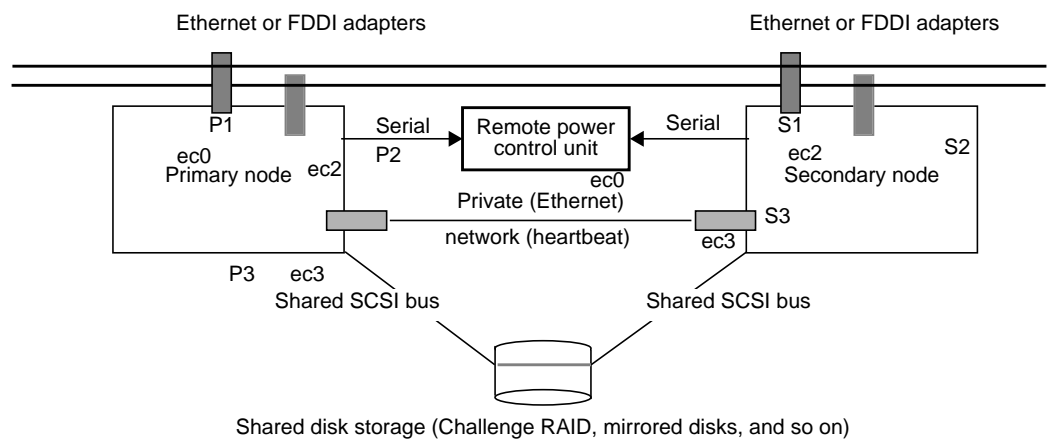 Ethernet or FDDI adapters
Ethernet or FDDI adapters
P1
Serial
P2
Remote power
control unit
Serial
S1
S2
ec0
Primary node
ec2
ec0
ec2
Secondary node
Private (Ethernet)
network (heartbeat)
S3
ec3
P3
ec3
Shared SCSI bus
Shared SCSI bus
Shared disk storage (Challenge RAID, mirrored disks, and so on)